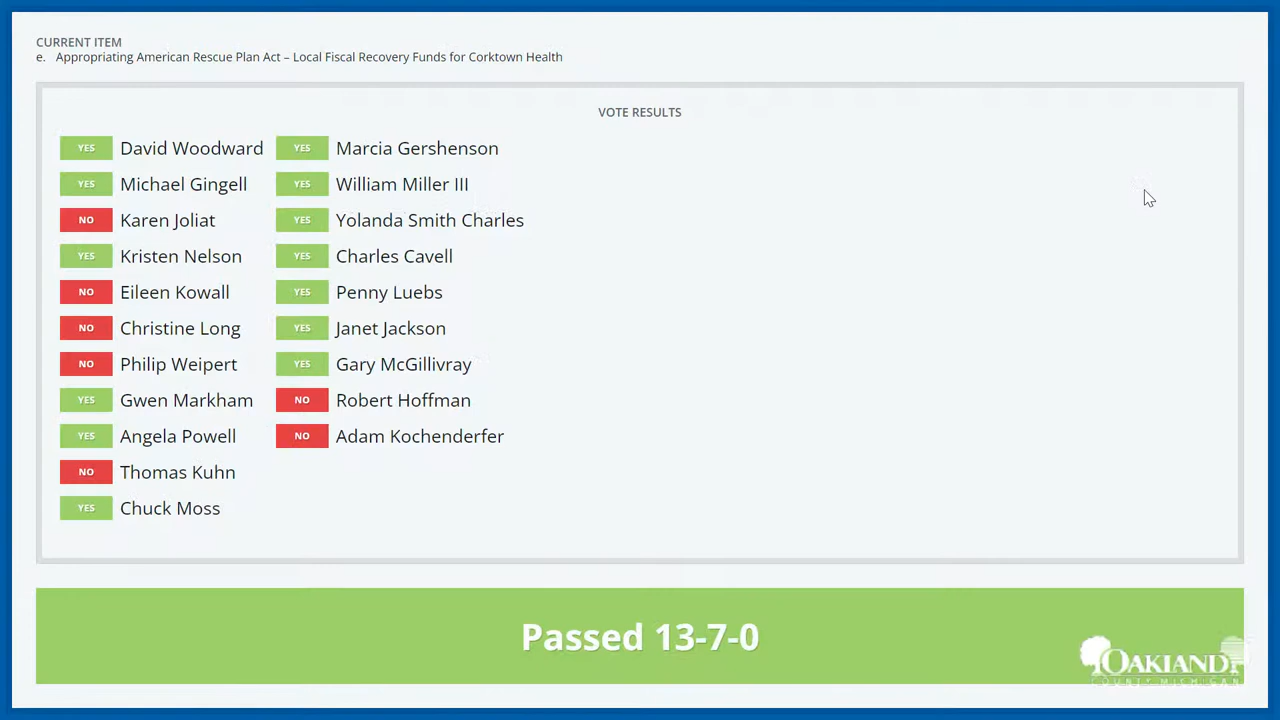 CURRENT ITEM
e. Appropriating American Rescue Plan Act – Local Fiscal Recovery Funds for Corktown Health
VOTE RESULTS
YES David Woodward
YES Michael Gingell
NO Karen Joliat
YES Kristen Nelson
NO Eileen Kowall
NO Christine Long
NO Philip Weipert
YES Gwen Markham
YES Angela Powell
NO Thomas Kuhn
YES Chuck Moss
YES Marcia Gershenson
YES William Miller III
YES Yolanda Smith Charles
YES Charles Cavell
YES Penny Luebs
YES Janet Jackson
YES Gary McGillivray
NO Robert Hoffman
NO Adam Kochenderfer
Passed 13-7-0
OAKLAND
COUNTY MICHIGAN